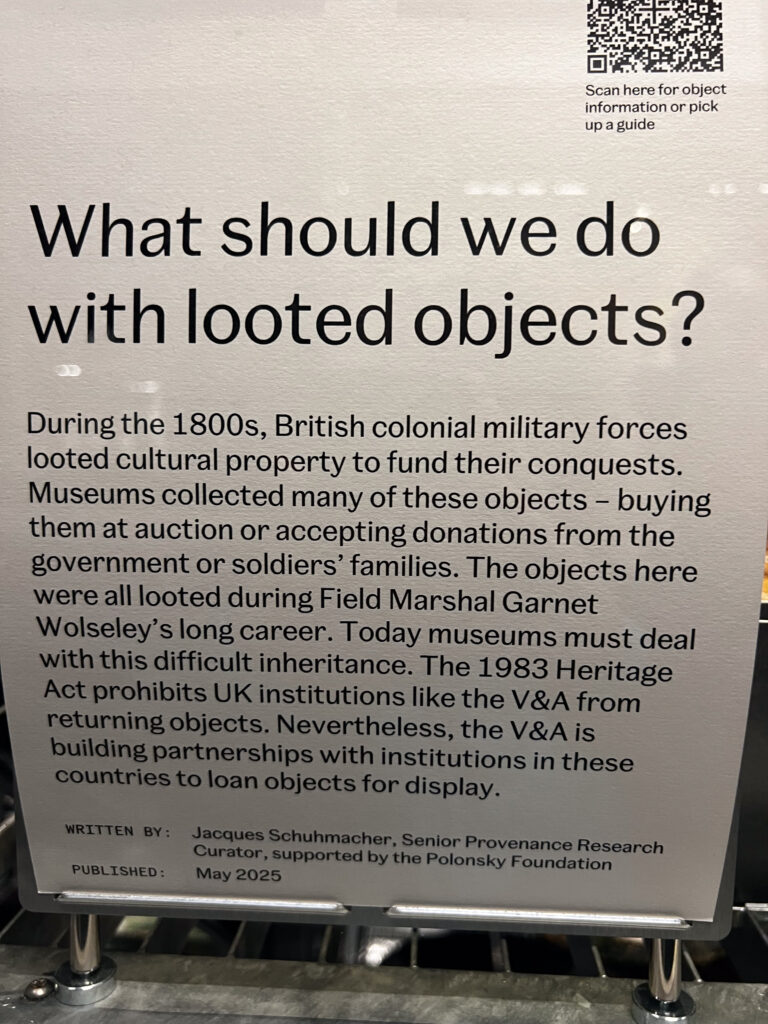 Scan here for object
information or pick
up a guide
What should we do
with looted objects?
During the 1800s, British colonial military forces
looted cultural property to fund their conquests.
Museums collected many of these objects – buying
them at auction or accepting donations from the
government or soldiers’ families. The objects here
were all looted during Field Marshal Garnet
Wolseley’s long career. Today museums must deal
with this difficult inheritance. The 1983 Heritage
Act prohibits UK institutions like the V&A from
returning objects. Nevertheless, the V&A is
building partnerships with institutions in these
countries to loan objects for display.
WRITTEN BY: Jacques Schuhmacher, Senior Provenance Research
Curator, supported by the Polonsky Foundation
PUBLISHED: May 2025